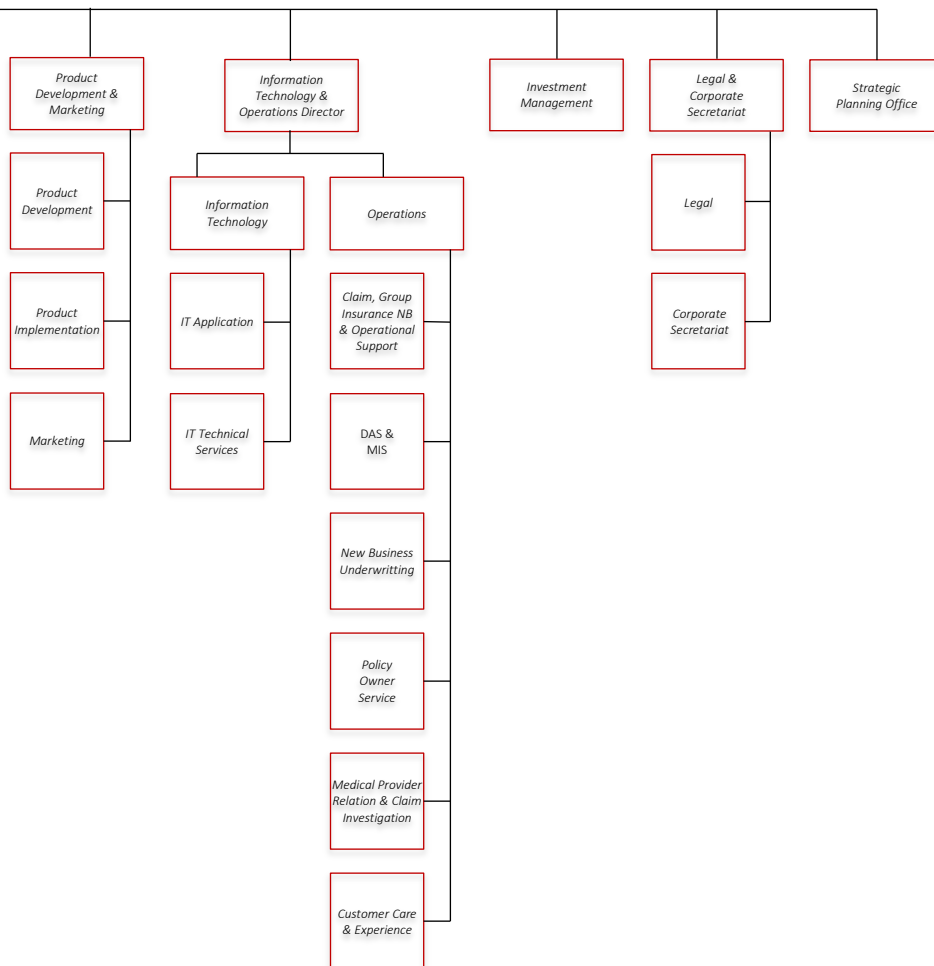 Product
Development &
Marketing
Information
Technology &
Operations Director
Investment
Management
Legal &
Corporate
Secretariat
Strategic
Planning Office
Product
Development
Information
Technology
Operations
Legal
Product
Implementation
IT Application
Claim, Group
Insurance NB
& Operational
Support
Corporate
Secretariat
Marketing
IT Technical
Services
DAS &
MIS
New Business
Underwritting
Policy
Owner
Service
Medical Provider
Relation & Claim
Investigation
Customer Care
& Experience